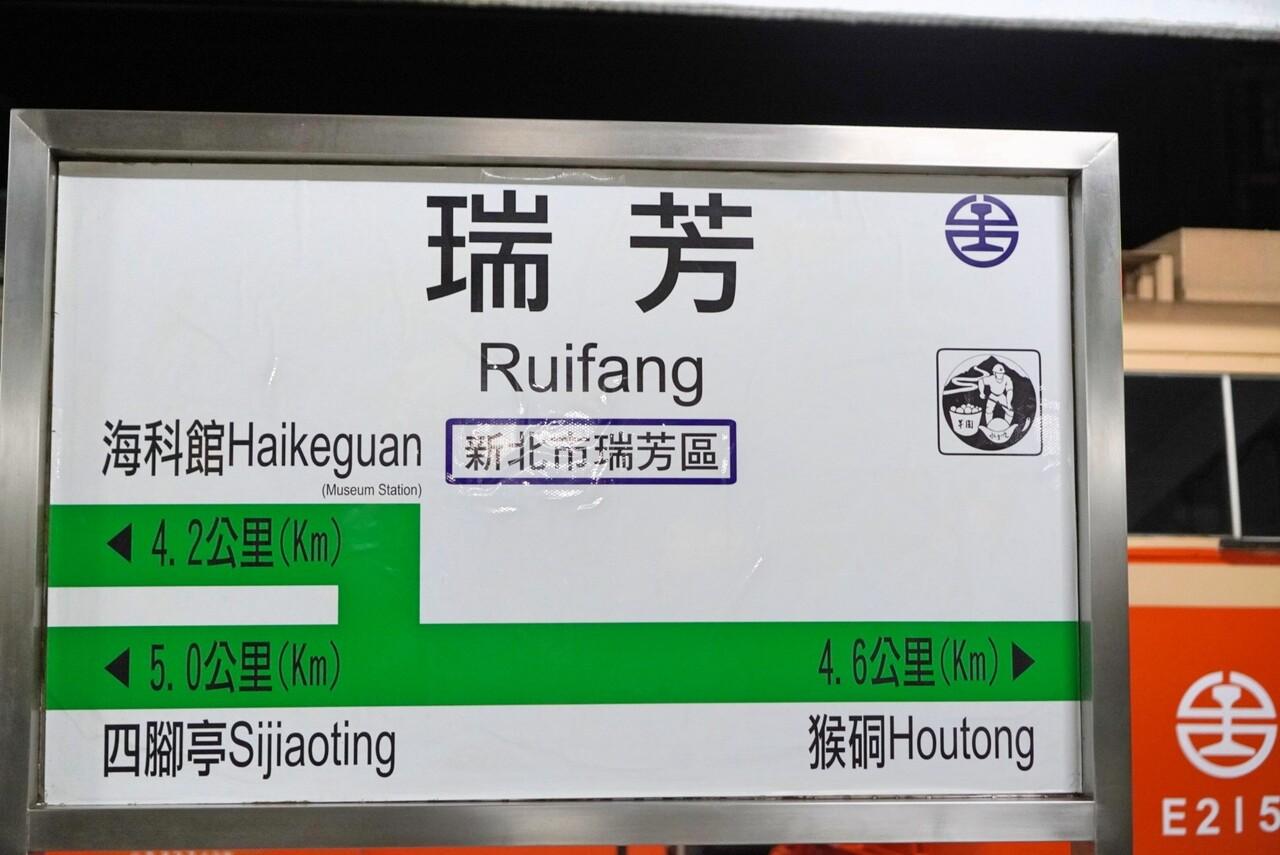 瑞芳
Ruifang
新北市瑞芳區
海科館Haikeguan
(Museum Station)
◀ 4.2公里(Km)
◀ 5.0公里(Km)
4.6公里(Km) ▶
四腳亭Sijiaoting
猴硐Houtong
E215